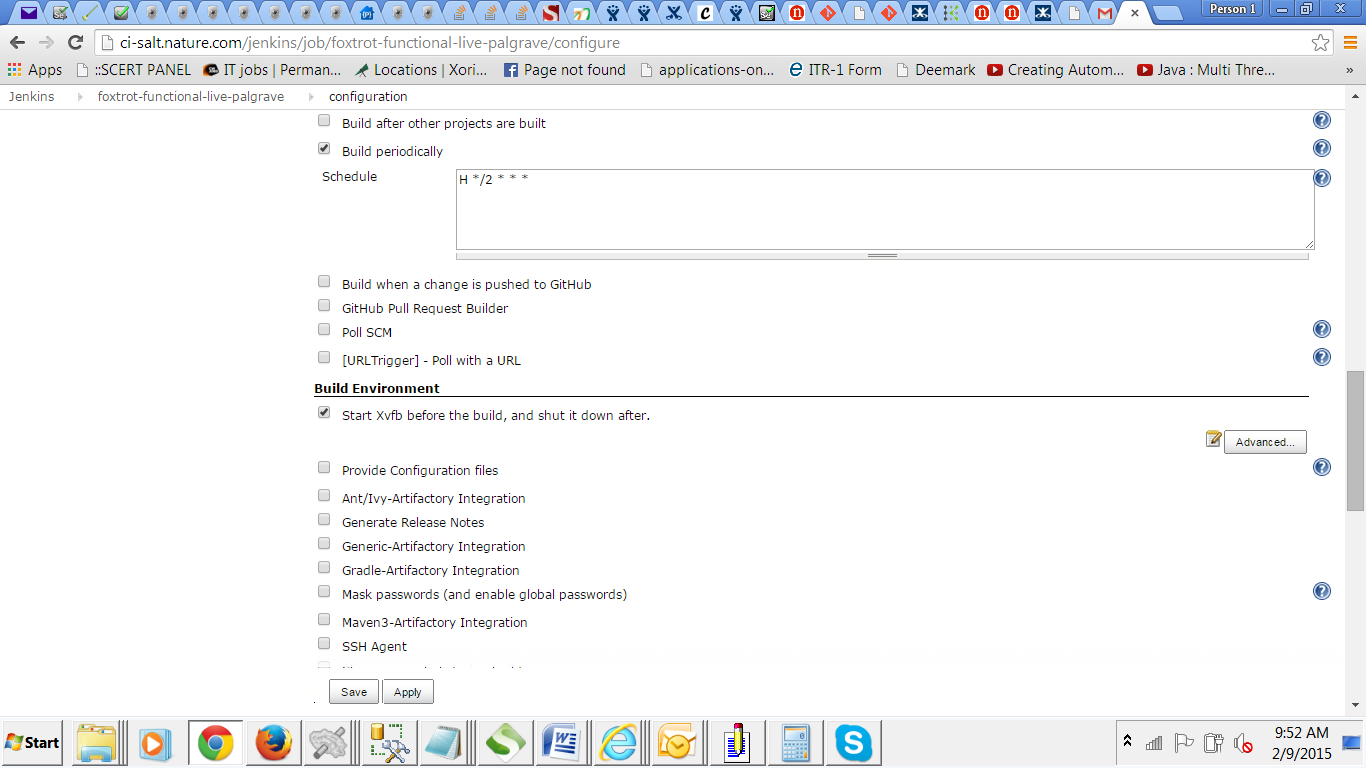 Person 1
ci-salt.nature.com/jenkins/job/foxtrot-functional-live-palgrave/configure
Apps ::SCERT PANEL IT jobs | Perman... Locations | Xori... Page not found applications-on... ITR-1 Form Deemark Creating Autom... Java : Multi Thre... »
Jenkins foxtrot-functional-live-palgrave configuration
Build after other projects are built
Build periodically
Schedule H */2 * * *
Build when a change is pushed to GitHub
GitHub Pull Request Builder
Poll SCM
[URLTrigger] - Poll with a URL
Build Environment
Start Xvfb before the build, and shut it down after.
Advanced...
Provide Configuration files
Ant/Ivy-Artifactory Integration
Generate Release Notes
Generic-Artifactory Integration
Gradle-Artifactory Integration
Mask passwords (and enable global passwords)
Maven3-Artifactory Integration
SSH Agent
Save Apply
Start
9:52 AM
2/9/2015